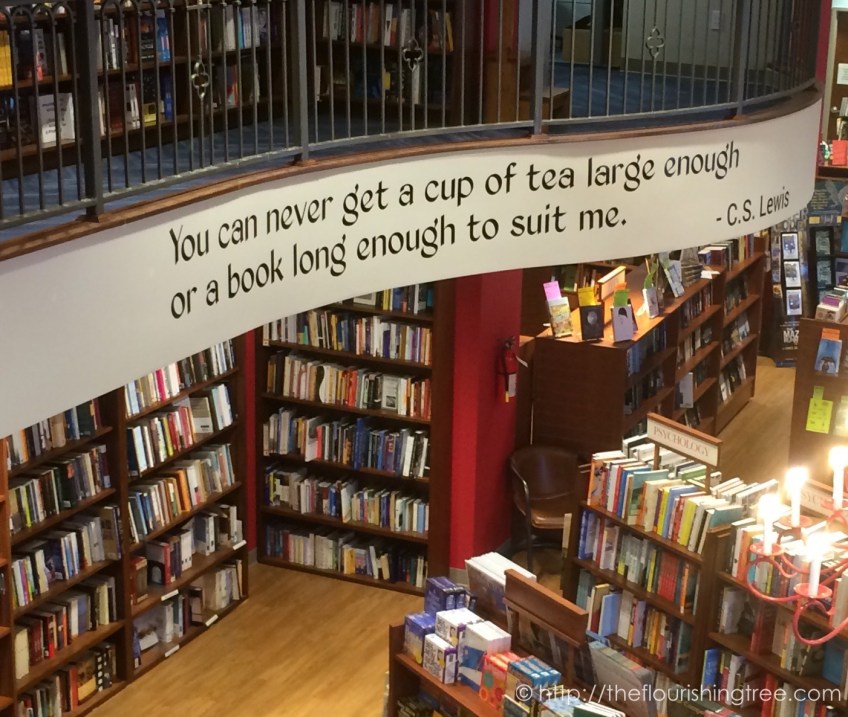 You can never get a cup of tea large enough
or a book long enough to suit me.
- C.S. Lewis
PSYCHOLOGY
© http://theflourishingtree.com